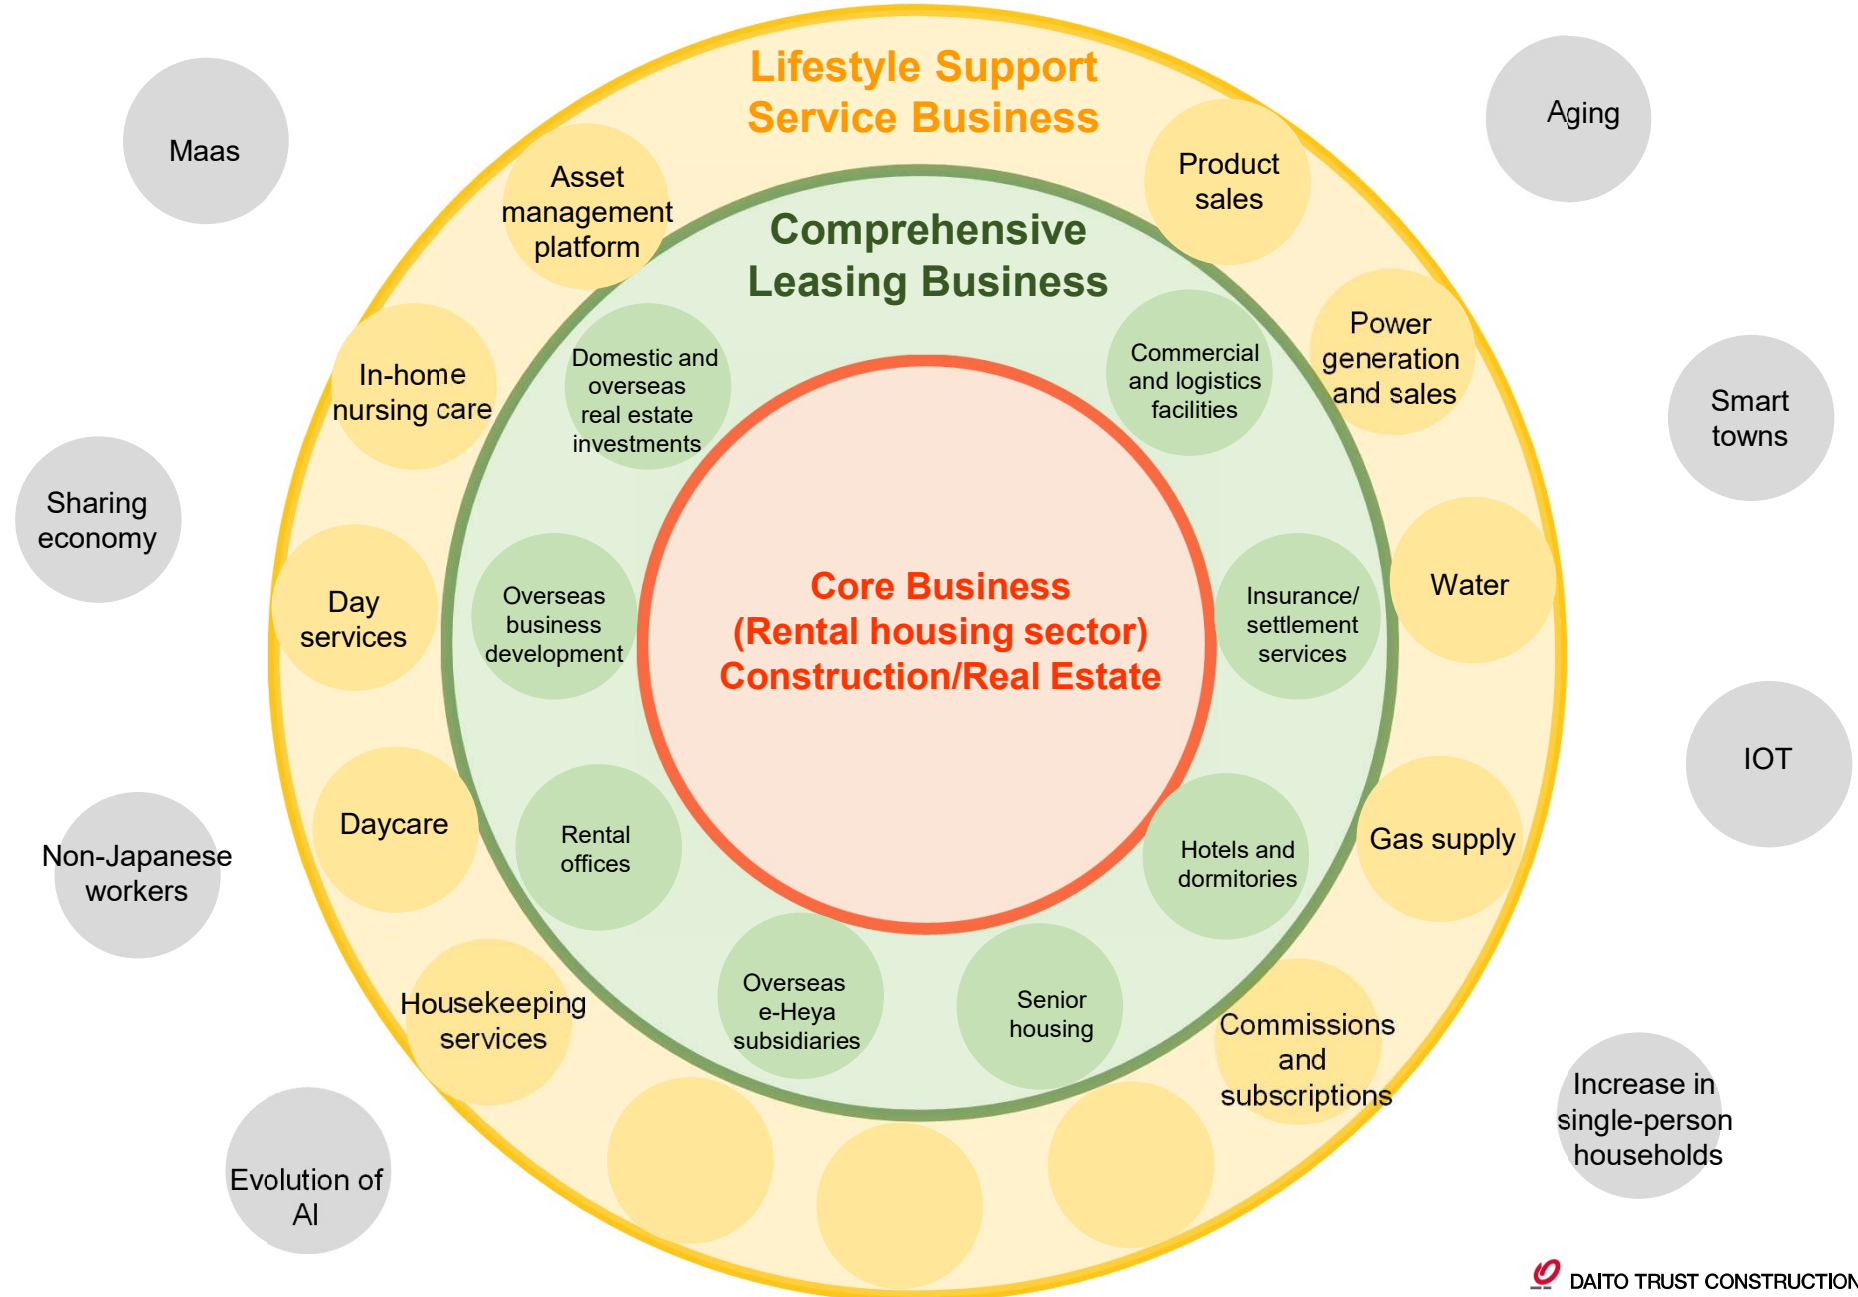 Lifestyle Support
Service Business
Comprehensive
Leasing Business
Core Business
(Rental housing sector)
Construction/Real Estate
Asset
management
platform
In-home
nursing care
Day
services
Daycare
Housekeeping
services
Product
sales
Power
generation
and sales
Water
Gas supply
Commissions
and
subscriptions
Domestic and
overseas
real estate
investments
Overseas
business
development
Rental
offices
Overseas
e-Heya
subsidiaries
Senior
housing
Hotels and
dormitories
Insurance/
settlement
services
Commercial
and logistics
facilities
Maas
Sharing
economy
Non-Japanese
workers
Evolution of
AI
Aging
Smart
towns
IOT
Increase in
single-person
households
DAITO TRUST CONSTRUCTION